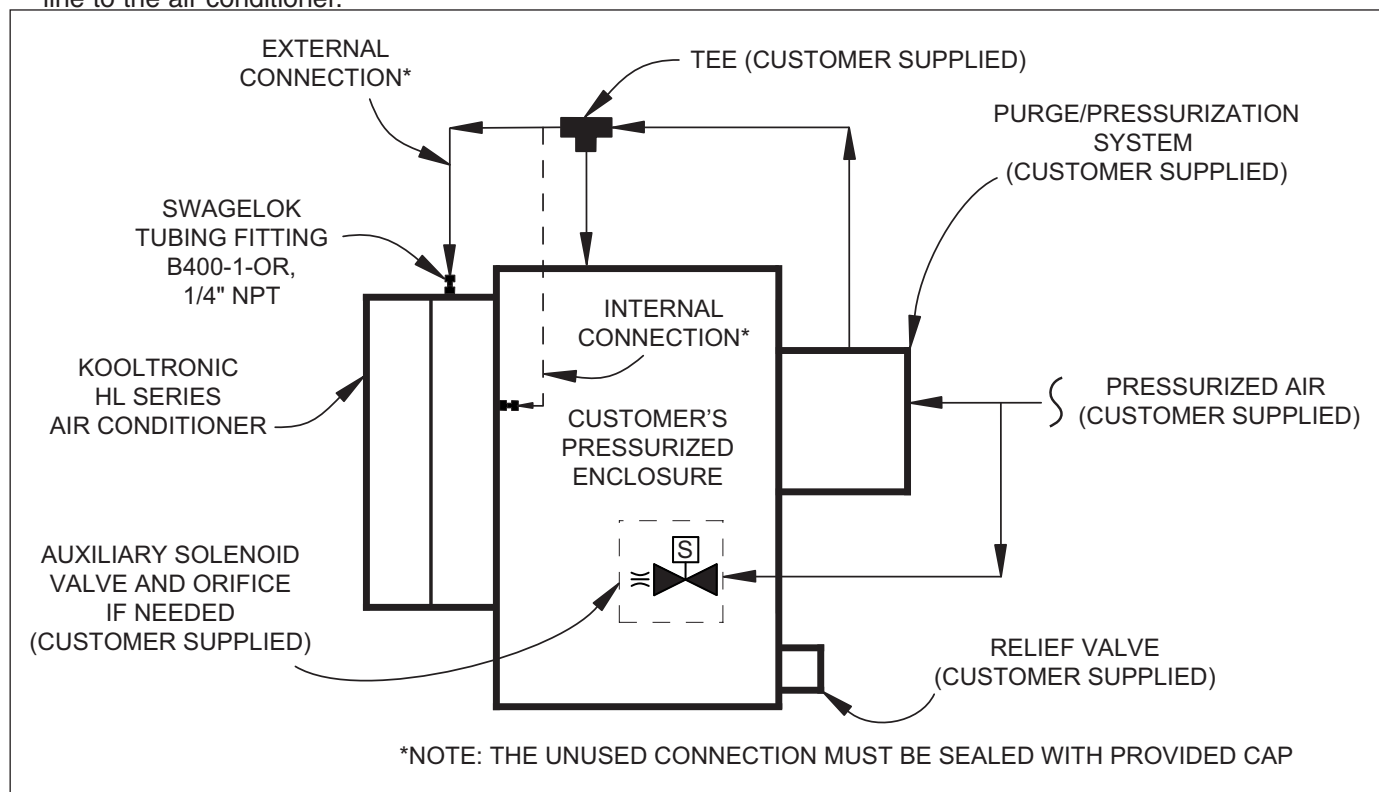 line to the air conditioner.
EXTERNAL
CONNECTION*
TEE (CUSTOMER SUPPLIED)
PURGE/PRESSURIZATION
SYSTEM
(CUSTOMER SUPPLIED)
SWAGELOK
TUBING FITTING
B400-1-OR,
1/4" NPT
INTERNAL
CONNECTION*
KOOLTRONIC
HL SERIES
AIR CONDITIONER
PRESSURIZED AIR
(CUSTOMER SUPPLIED)
CUSTOMER'S
PRESSURIZED
ENCLOSURE
S
AUXILIARY SOLENOID
VALVE AND ORIFICE
IF NEEDED
(CUSTOMER SUPPLIED)
RELIEF VALVE
(CUSTOMER SUPPLIED)
*NOTE: THE UNUSED CONNECTION MUST BE SEALED WITH PROVIDED CAP